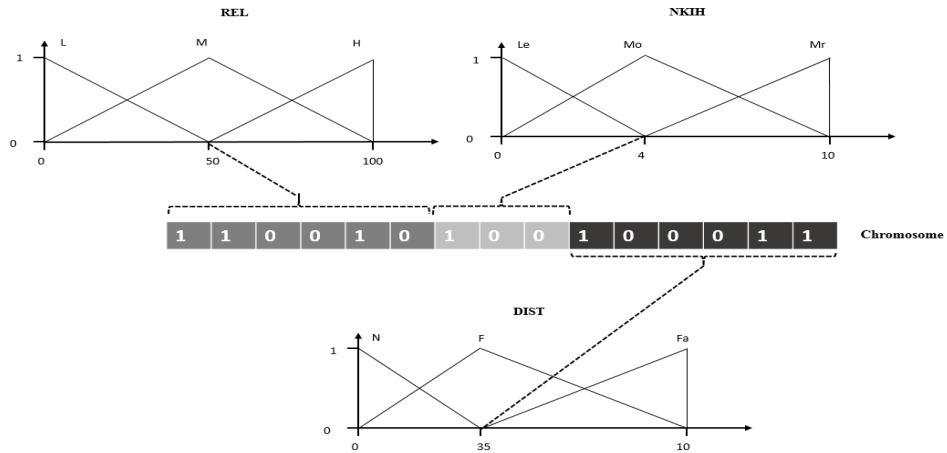 REL
L M H
1
0
0 50 100
NKIH
Le Mo Mr
1
0
0 4 10
1 1 0 0 1 0 1 0 0 1 0 0 0 1 1
Chromosome
DIST
N F Fa
1
0
0 35 10